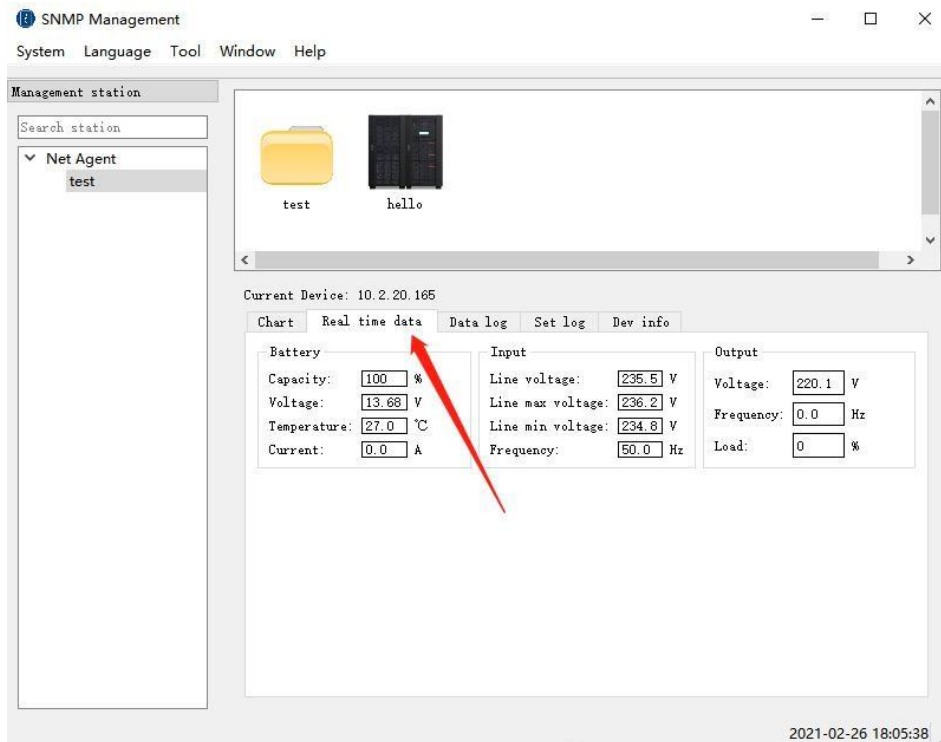 SNMP Management
System Language Tool Window Help
Management station
Search station
Net Agent
test
test hello
Current Device: 10.2.20.165
Chart Real time data Data log Set log Dev info
Battery
Capacity: 100 %
Voltage: 13.68 V
Temperature: 27.0 ℃
Current: 0.0 A
Input
Line voltage: 235.5 V
Line max voltage: 236.2 V
Line min voltage: 234.8 V
Frequency: 50.0 Hz
Output
Voltage: 220.1 V
Frequency: 0.0 Hz
Load: 0 %
2021-02-26 18:05:38